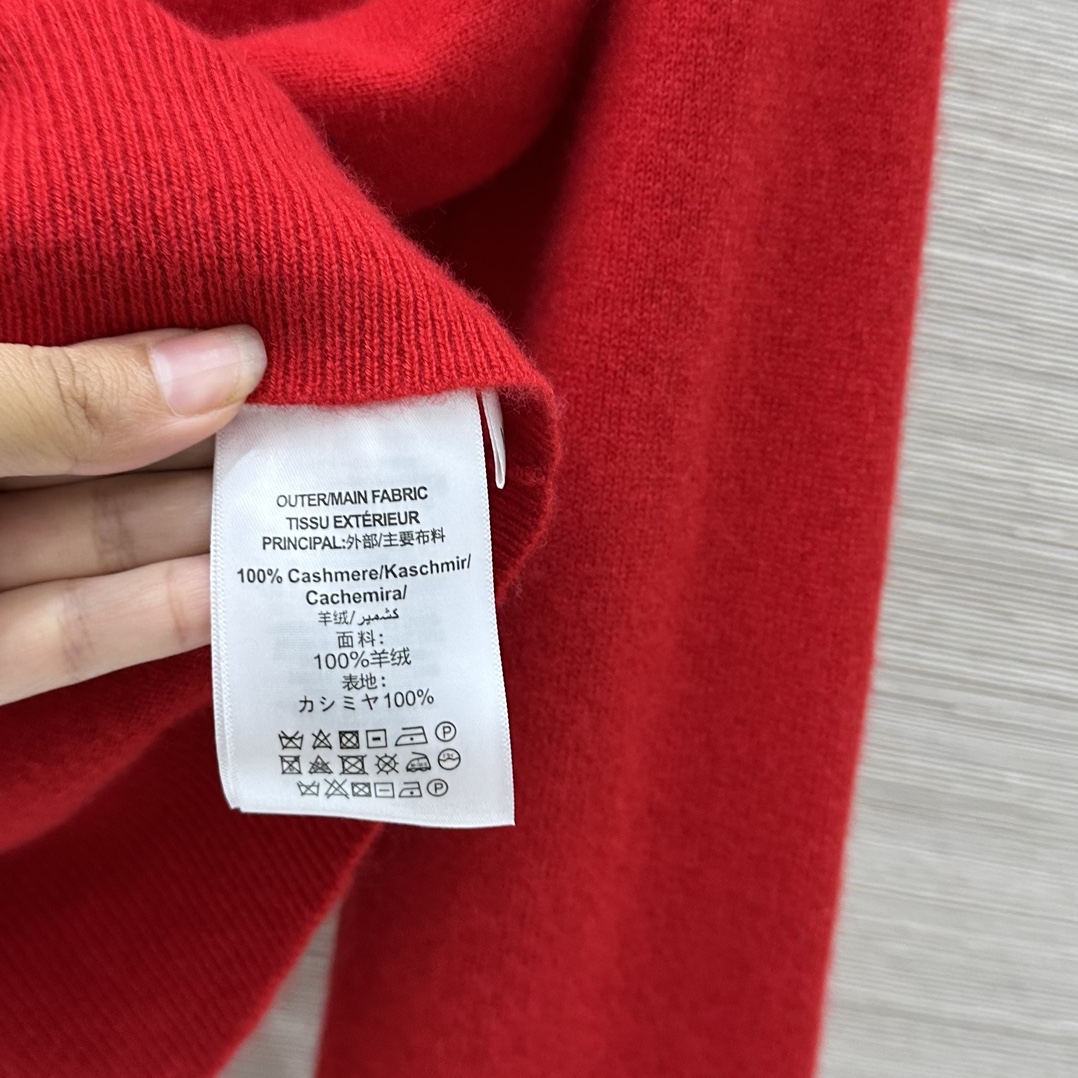 OUTER/MAIN FABRIC
TISSU EXTÉRIEUR
PRINCIPAL:外部/主要布料
100% Cashmere/Kaschmir/
Cachemira/
羊绒/كشمير
面料:
100%羊绒
表地:
カシミヤ100%
P
P